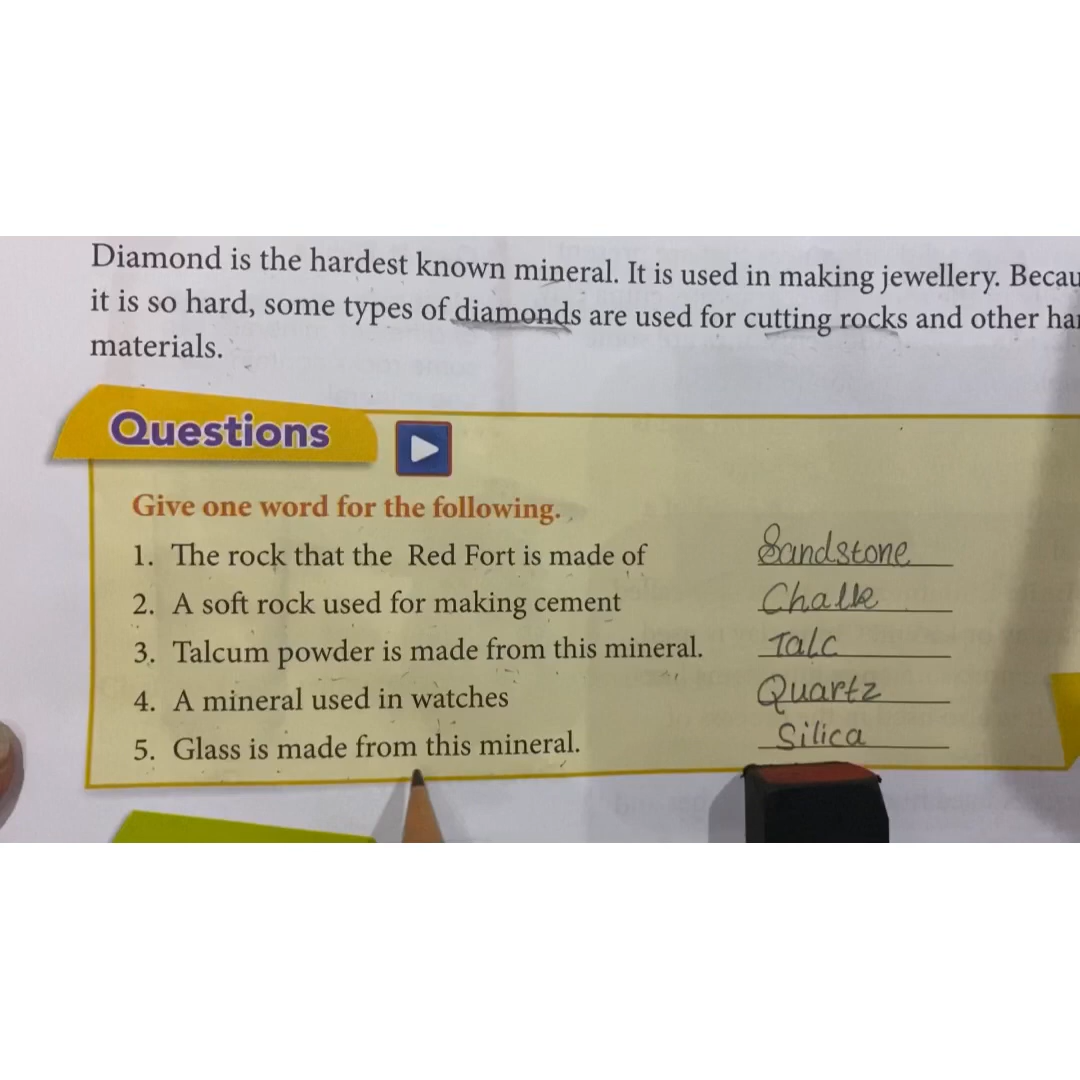 Diamond is the hardest known mineral. It is used in making jewellery. Becau
it is so hard, some types of diamonds are used for cutting rocks and other har
materials.
Questions
Give one word for the following.
1. The rock that the Red Fort is made of Sandstone
2. A soft rock used for making cement Chalk
3. Talcum powder is made from this mineral. Talc
4. A mineral used in watches Quartz
5. Glass is made from this mineral. Silica